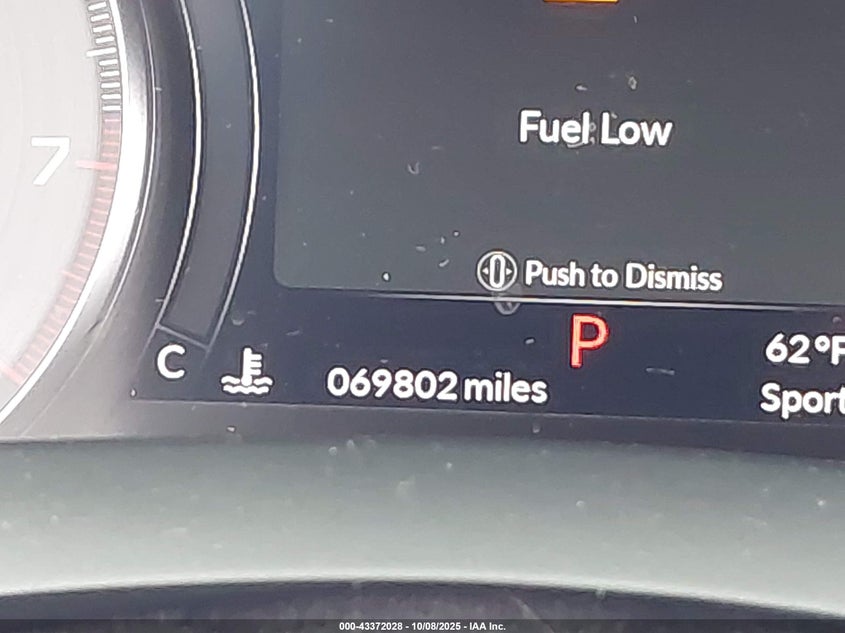 7
Fuel Low
Push to Dismiss
P
62°F
C
069802 miles
Sport
000-43372028 - 10/08/2025 - IAA Inc.